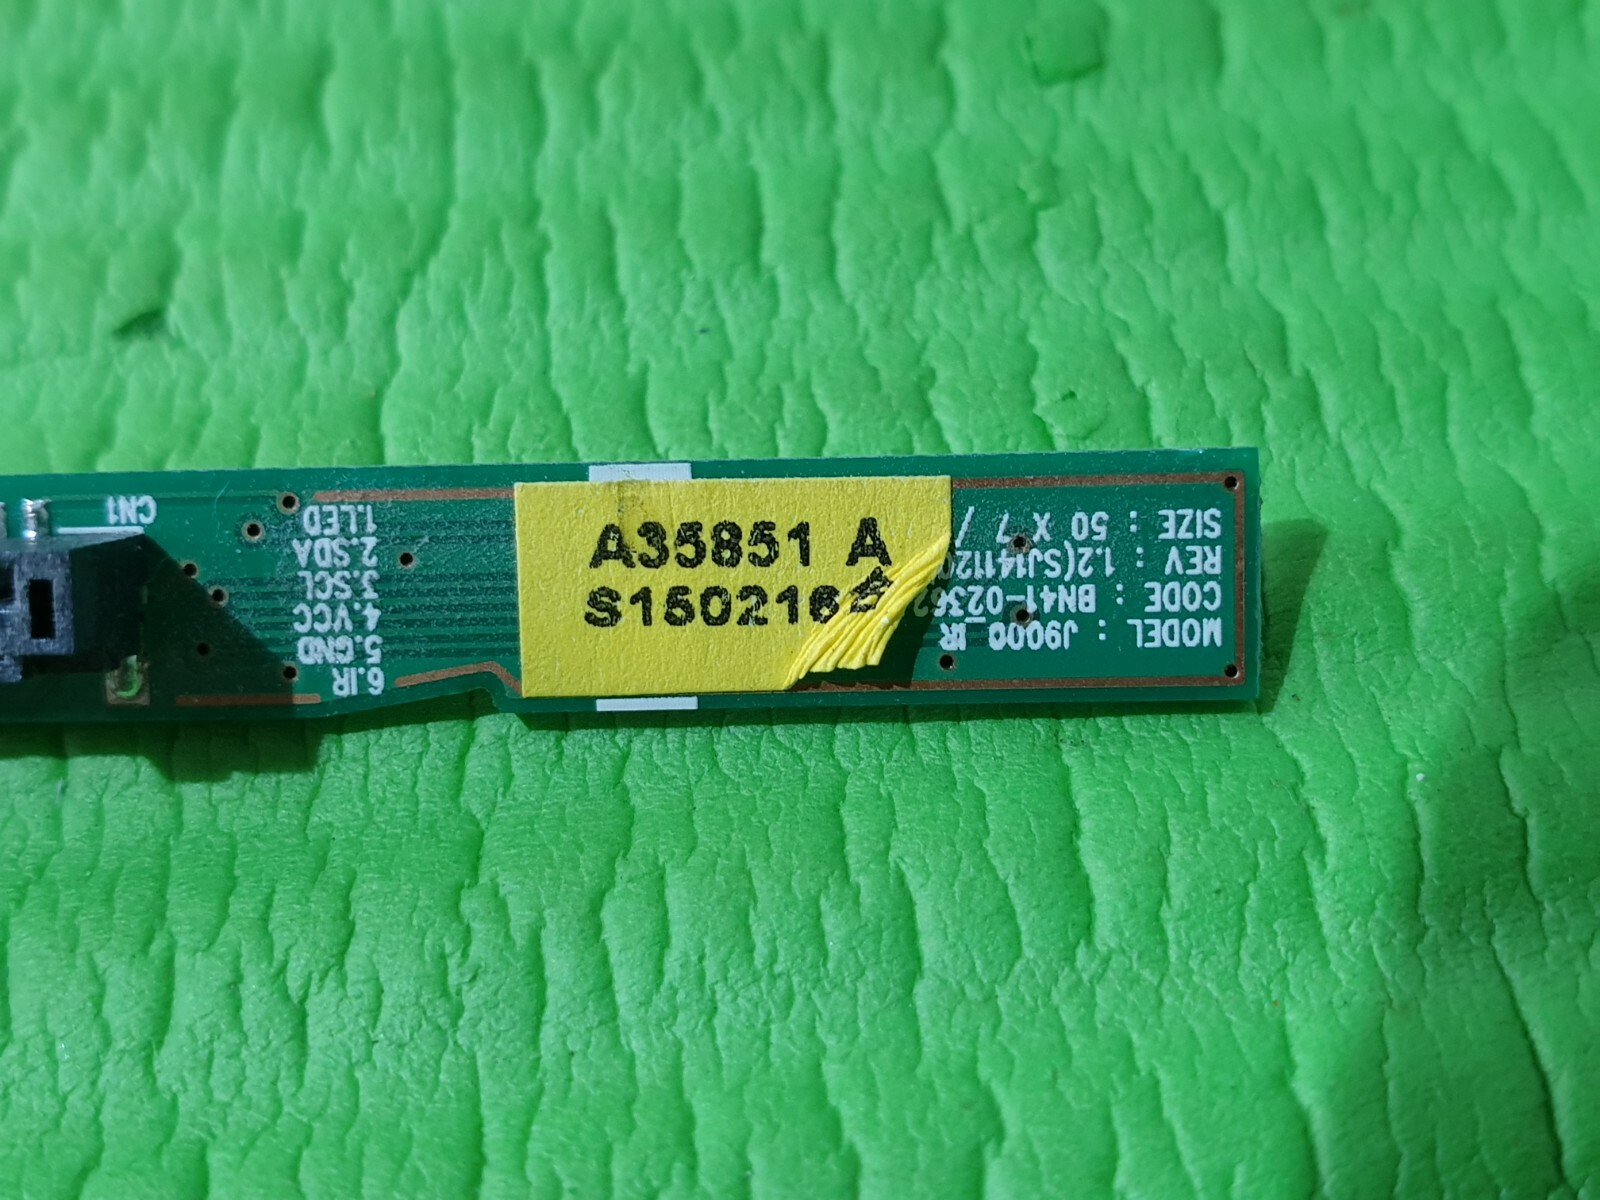 CN1
1.LED
2.SDA
3.SCL
4.VCC
5.GND
6.IR
A35851 A
S150216
MODEL : J9000_IR
CODE : BN41-0236
REV : 1.2(SJ141120
SIZE : 50 X 7 /